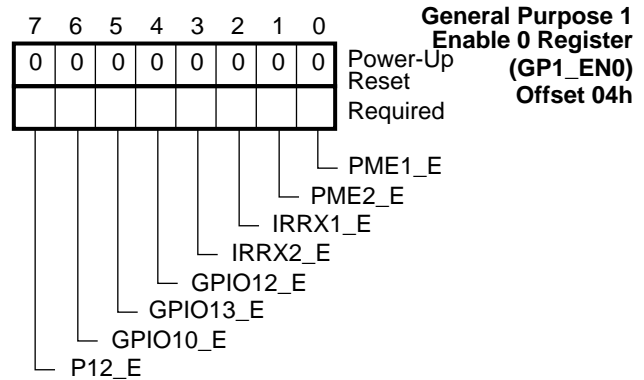 General Purpose 1
Enable 0 Register
(GP1_EN0)
Offset 04h
7 6 5 4 3 2 1 0
0 0 0 0 0 0 0 0 Power-Up
Reset
Required
PME1_E
PME2_E
IRRX1_E
IRRX2_E
GPIO12_E
GPIO13_E
GPIO10_E
P12_E